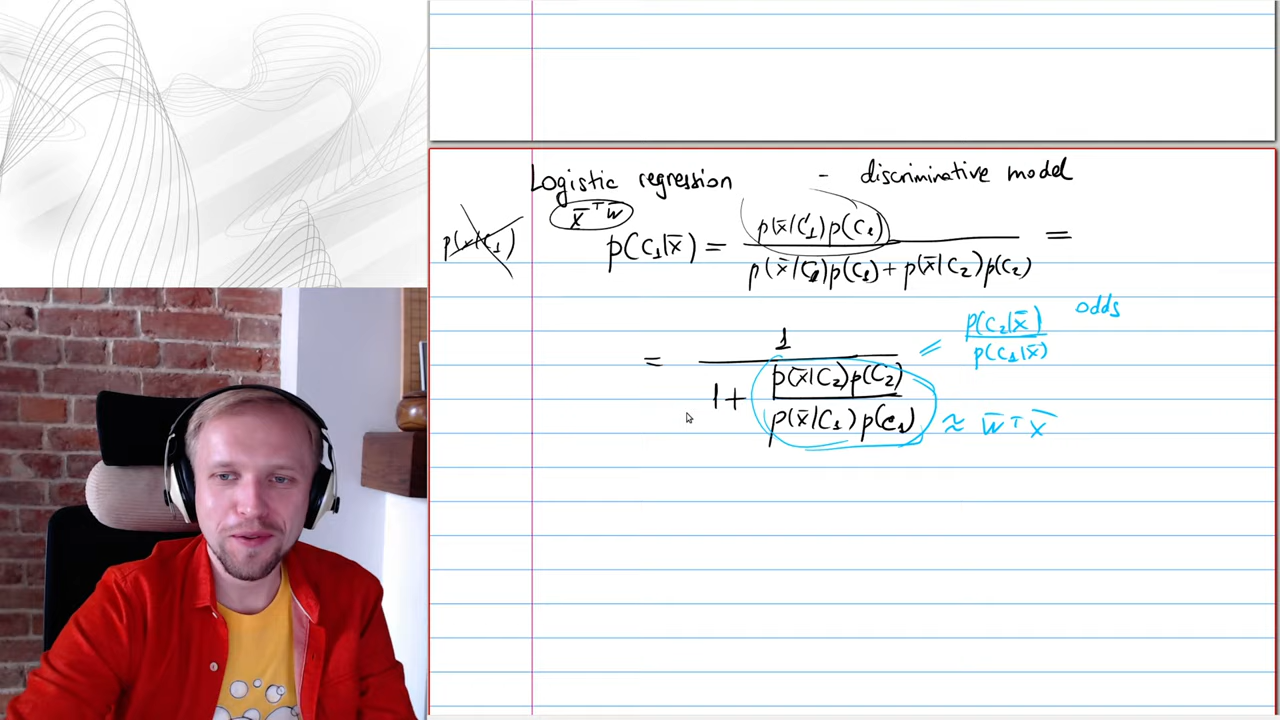 Logistic regression - discriminative model
x̄ᵀw̄
p(x|C₁)
p(C₁|x̄) = p(x̄|C₁)p(C₁) / p(x̄|C₁)p(C₁) + p(x̄|C₂)p(C₂) =
= 1 / 1 + p(x̄|C₂)p(C₂) / p(x̄|C₁)p(C₁)
= p(C₂|x̄) / p(C₁|x̄) odds
≈ w̄ᵀx̄